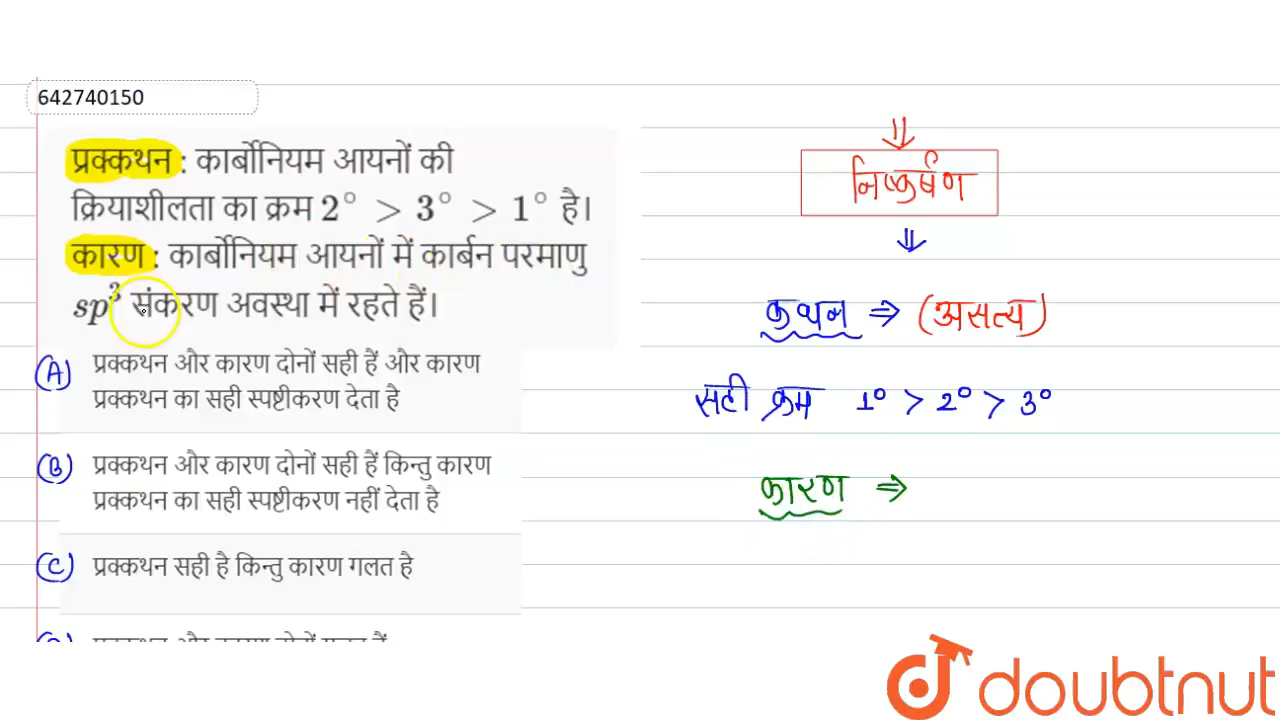 642740150
प्रक्कथन : कार्बोनियम आयनों की
क्रियाशीलता का क्रम 2° > 3° > 1° है।
कारण : कार्बोनियम आयनों में कार्बन परमाणु
sp³ संकरण अवस्था में रहते हैं।
(A) प्रक्कथन और कारण दोनों सही हैं और कारण
प्रक्कथन का सही स्पष्टीकरण देता है
(B) प्रक्कथन और कारण दोनों सही हैं किन्तु कारण
प्रक्कथन का सही स्पष्टीकरण नहीं देता है
(C) प्रक्कथन सही है किन्तु कारण गलत है
⇓
निष्कर्षण
⇓
कथन ⇒ (असत्य)
सही क्रम 1° > 2° > 3°
कारण ⇒
doubtnut